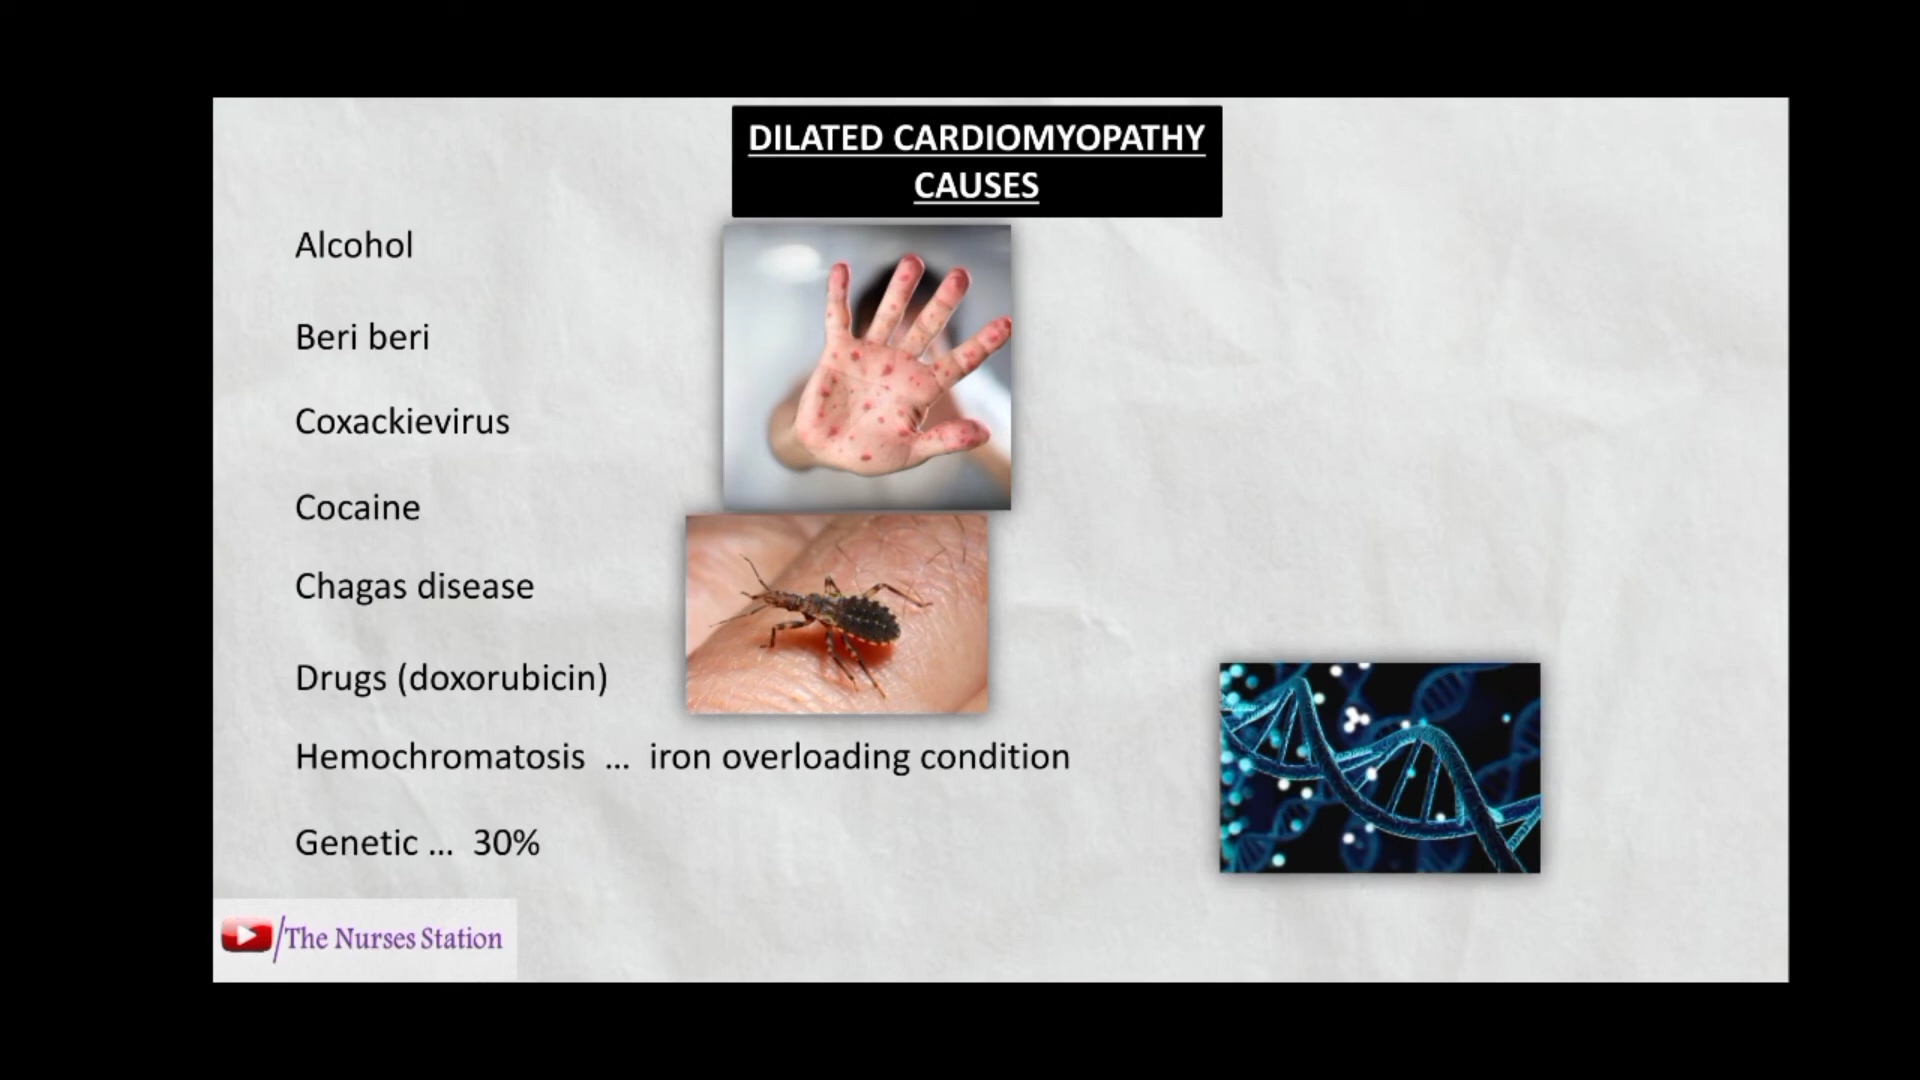 DILATED CARDIOMYOPATHY
CAUSES
Alcohol
Beri beri
Coxackievirus
Cocaine
Chagas disease
Drugs (doxorubicin)
Hemochromatosis ... iron overloading condition
Genetic ... 30%
/The Nurses Station